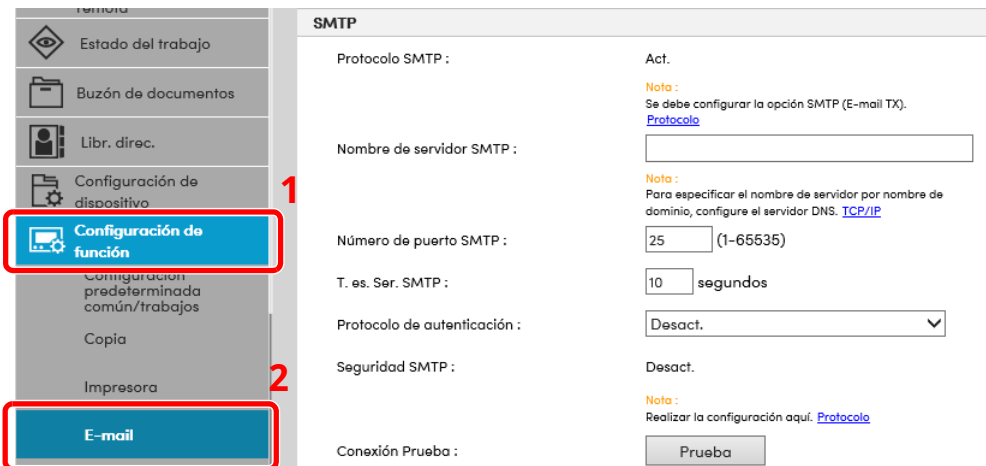 remota
Estado del trabajo
Buzón de documentos
Libr. direc.
Configuración de
dispositivo
1
Configuración de
función
Configuración
predeterminada
común/trabajos
Copia
Impresora
2
E-mail
SMTP
Protocolo SMTP :
Act.
Nota :
Se debe configurar la opción SMTP (E-mail TX).
Protocolo
Nombre de servidor SMTP :
Nota :
Para especificar el nombre de servidor por nombre de
dominio, configure el servidor DNS. TCP/IP
Número de puerto SMTP :
25 (1-65535)
T. es. Ser. SMTP :
10 segundos
Protocolo de autenticación :
Desact.
Seguridad SMTP :
Desact.
Nota :
Realizar la configuración aquí. Protocolo
Conexión Prueba :
Prueba